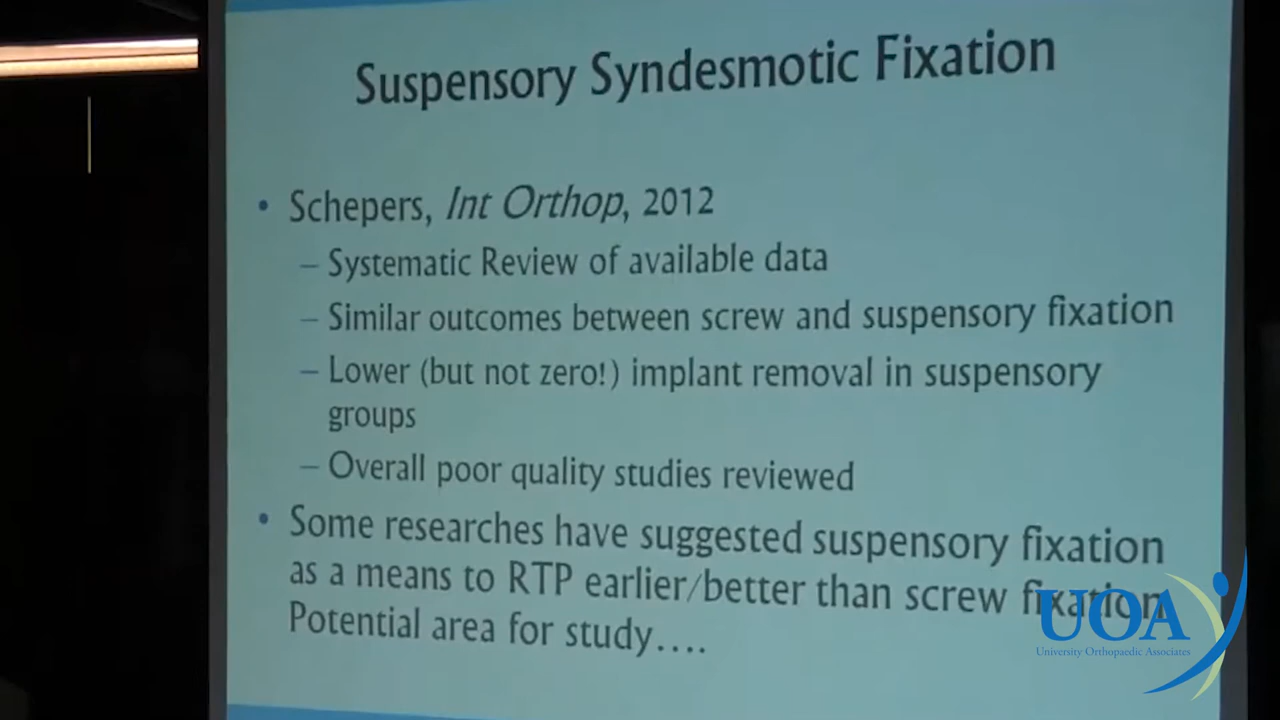 Suspensory Syndesmotic Fixation
• Schepers, Int Orthop, 2012
– Systematic Review of available data
– Similar outcomes between screw and suspensory fixation
– Lower (but not zero!) implant removal in suspensory
groups
– Overall poor quality studies reviewed
• Some researches have suggested suspensory fixation
as a means to RTP earlier/better than screw fixation
Potential area for study....
UOA
University Orthopaedic Associates